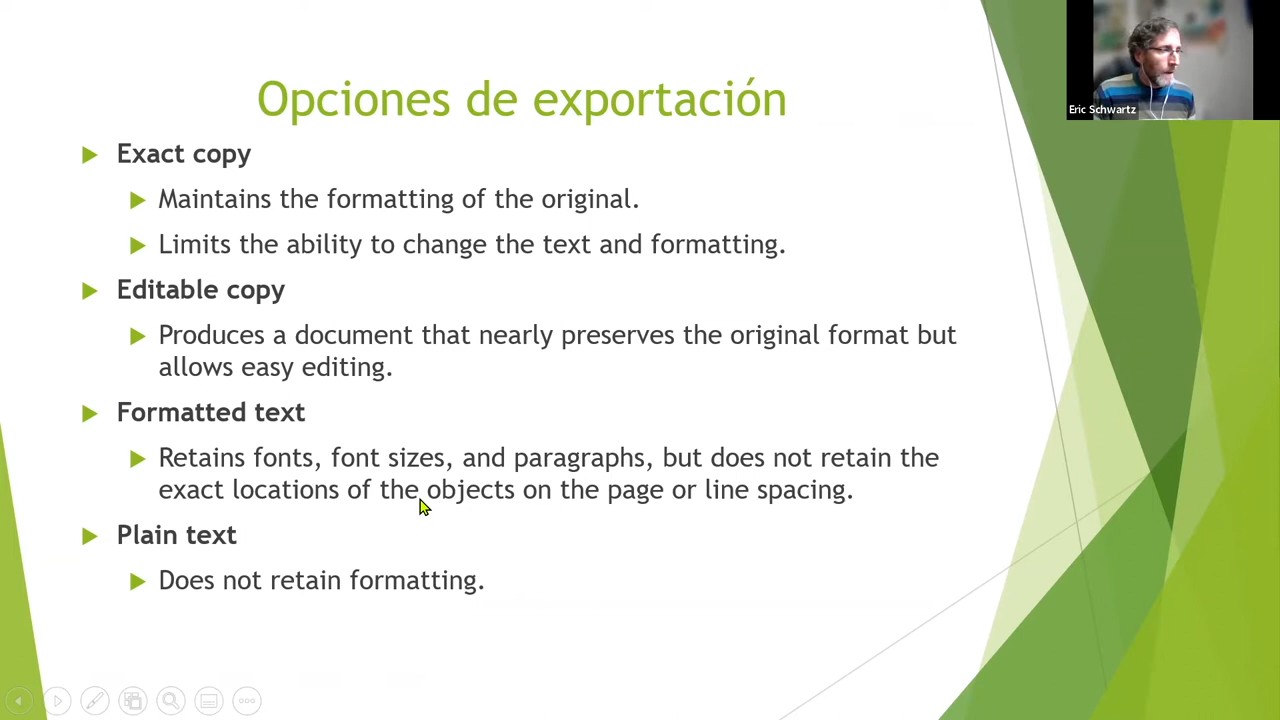 Opciones de exportación
Exact copy
Maintains the formatting of the original.
Limits the ability to change the text and formatting.
Editable copy
Produces a document that nearly preserves the original format but
allows easy editing.
Formatted text
Retains fonts, font sizes, and paragraphs, but does not retain the
exact locations of the objects on the page or line spacing.
Plain text
Does not retain formatting.
Eric Schwartz